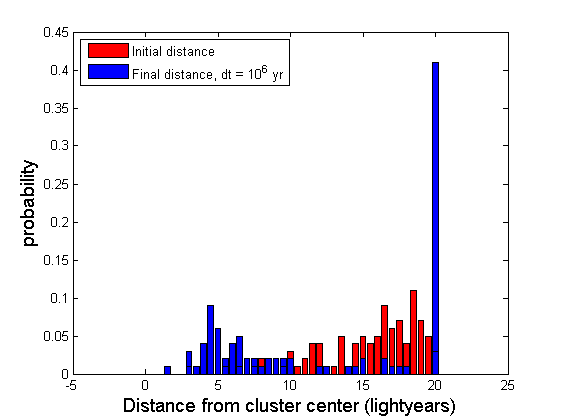 0.45
0.4
0.35
0.3
0.25
0.2
0.15
0.1
0.05
0
probability
Initial distance
Final distance, dt = 10^6 yr
-5 0 5 10 15 20 25
Distance from cluster center (lightyears)